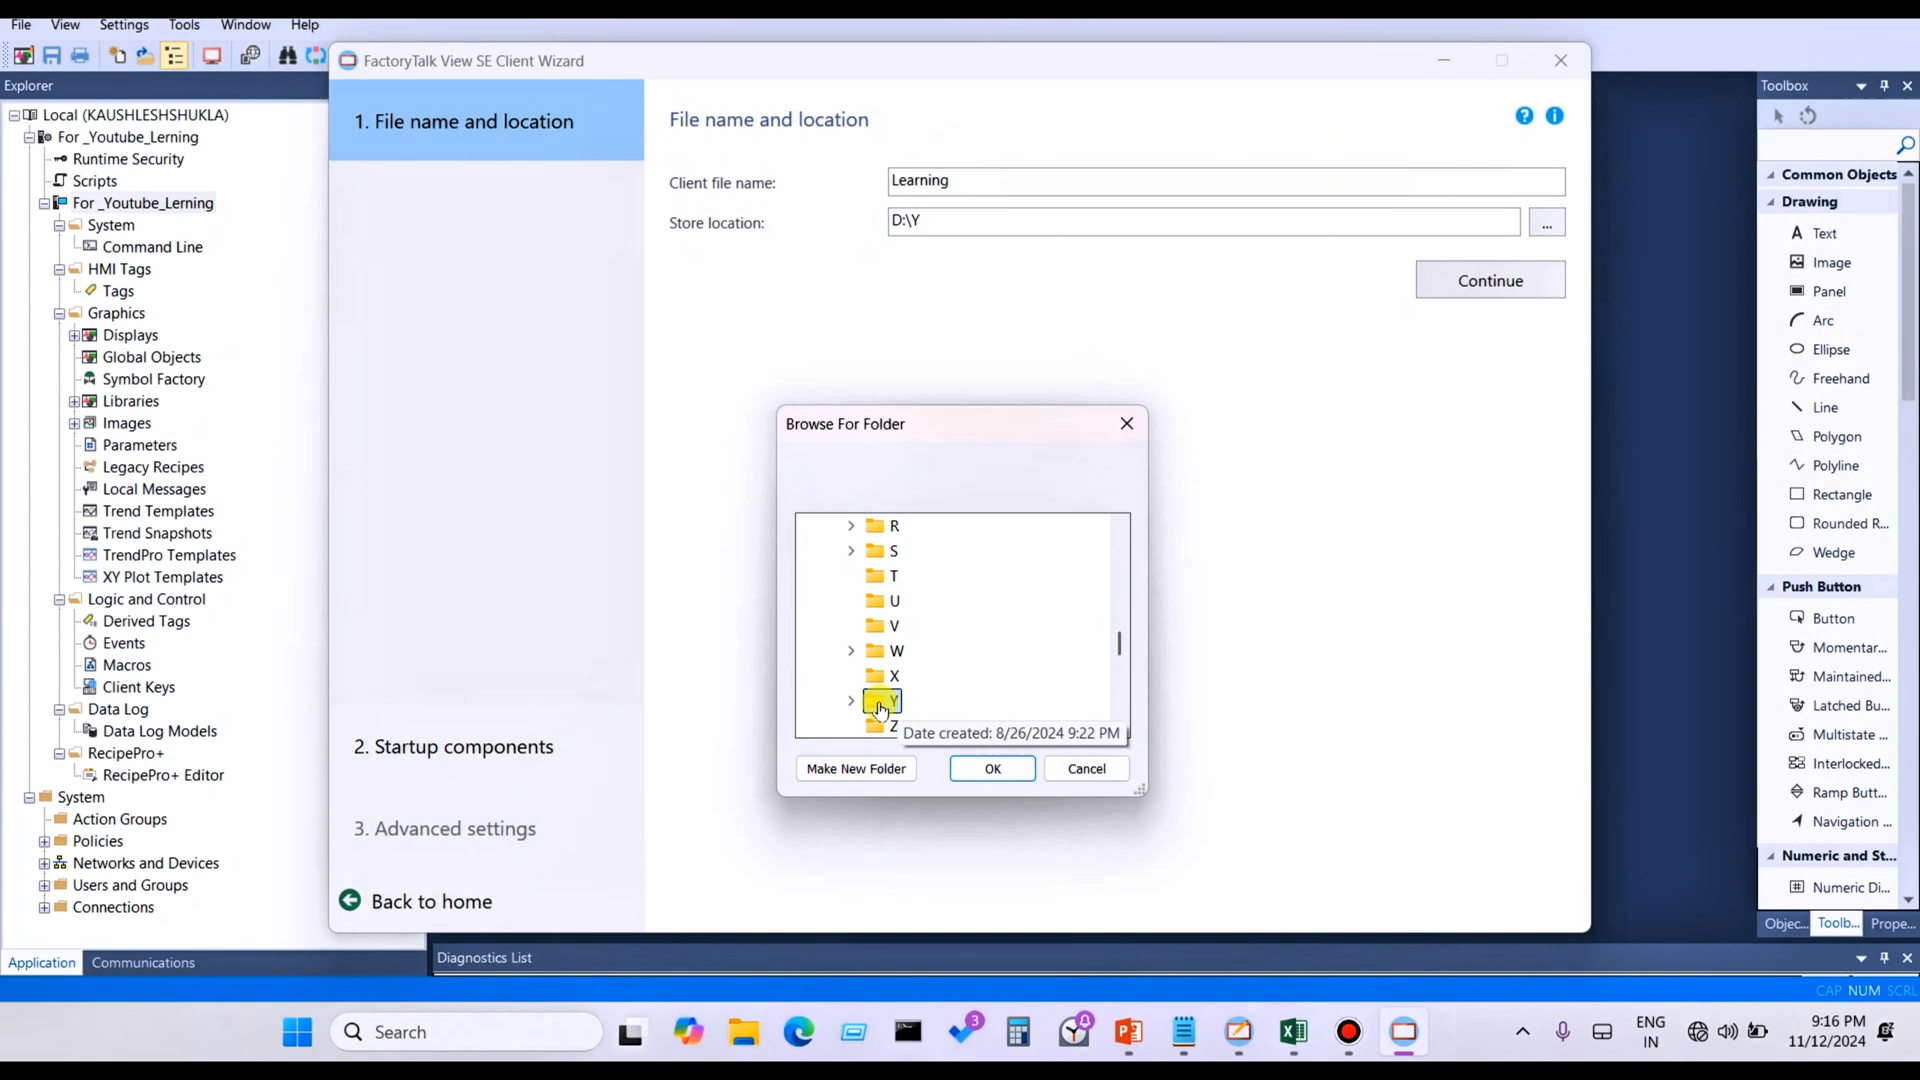 File View Settings Tools Window Help
Explorer
Local (KAUSHLESHSHUKLA)
For _Youtube_Lerning
Runtime Security
Scripts
For _Youtube_Lerning
System
Command Line
HMI Tags
Tags
Graphics
Displays
Global Objects
Symbol Factory
Libraries
Images
Parameters
Legacy Recipes
Local Messages
Trend Templates
Trend Snapshots
TrendPro Templates
XY Plot Templates
Logic and Control
Derived Tags
Events
Macros
Client Keys
Data Log
Data Log Models
RecipePro+
RecipePro+ Editor
System
Action Groups
Policies
Networks and Devices
Users and Groups
Connections
Application Communications
FactoryTalk View SE Client Wizard
1. File name and location
2. Startup components
3. Advanced settings
Back to home
File name and location
Client file name: Learning
Store location: D:\Y ...
Continue
Browse For Folder
R
S
T
U
V
W
X
Y
Z
Date created: 8/26/2024 9:22 PM
Make New Folder OK Cancel
Diagnostics List
Toolbox
Common Objects
Drawing
Text
Image
Panel
Arc
Ellipse
Freehand
Line
Polygon
Polyline
Rectangle
Rounded R...
Wedge
Push Button
Button
Momentar...
Maintained...
Latched Bu...
Multistate ...
Interlocked...
Ramp Butt...
Navigation ...
Numeric and St...
Numeric Di...
Objec... Toolb... Prope...
CAP NUM SCRL
Search
3
ENG
IN
9:16 PM
11/12/2024